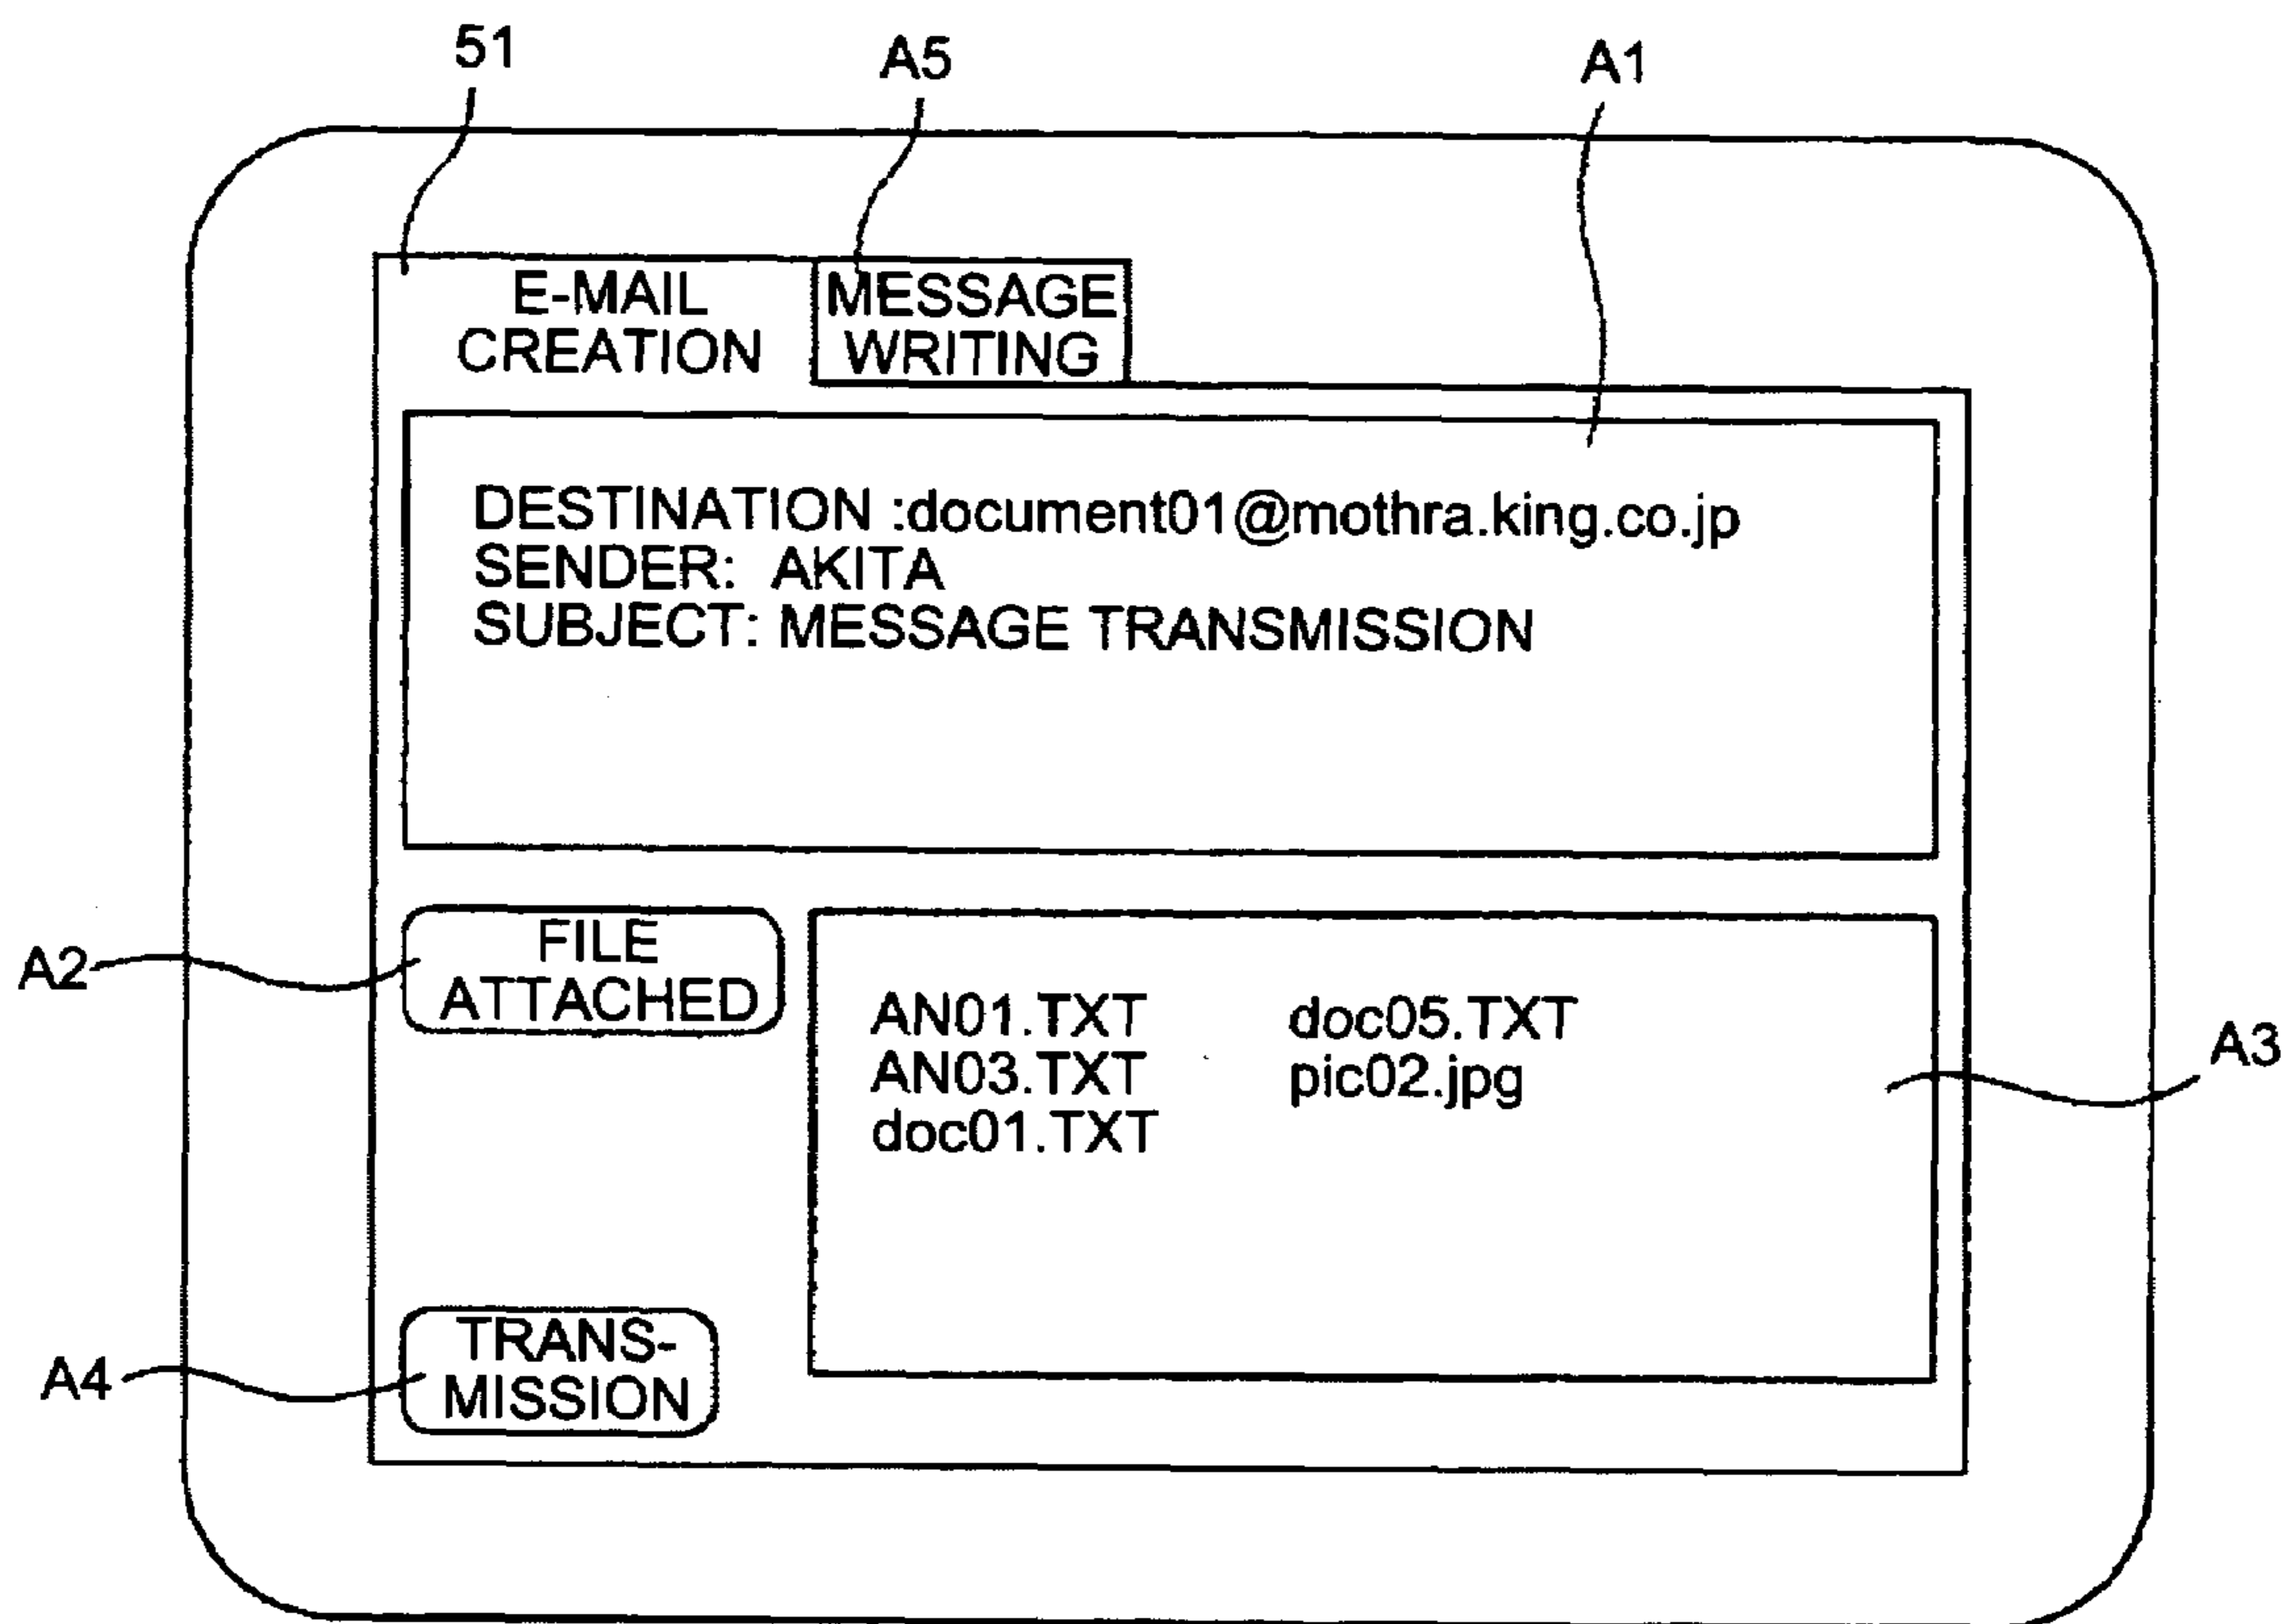 51
A5
A1
E-MAIL
CREATION
MESSAGE
WRITING
DESTINATION :document01@mothra.king.co.jp
SENDER: AKITA
SUBJECT: MESSAGE TRANSMISSION
A2
FILE
ATTACHED
AN01.TXT doc05.TXT
AN03.TXT pic02.jpg
doc01.TXT
A3
A4
TRANS-
MISSION